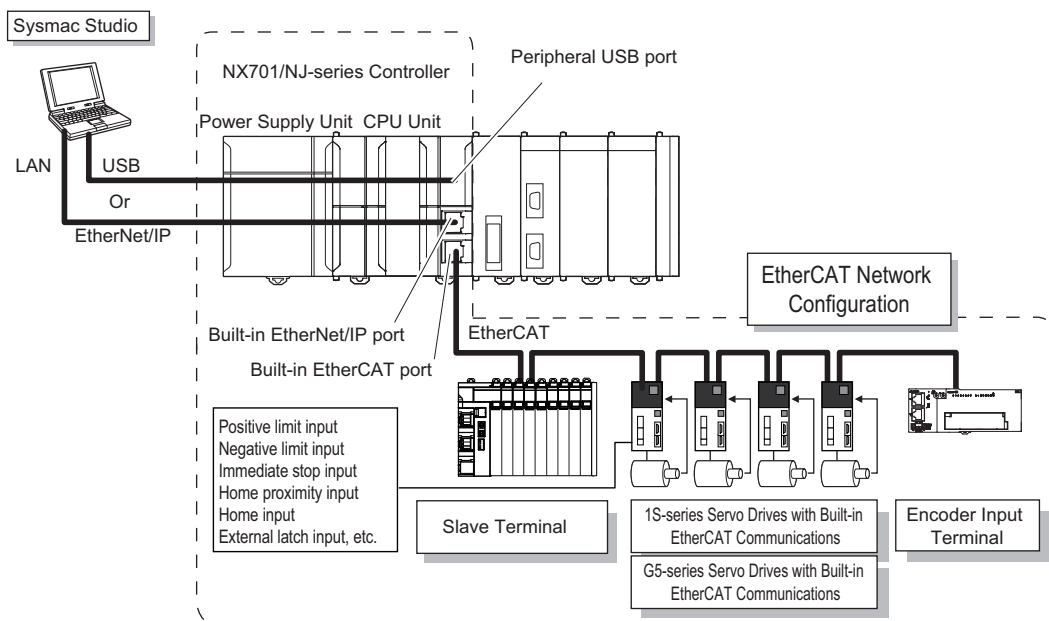 Sysmac Studio
NX701/NJ-series Controller
Peripheral USB port
Power Supply Unit
CPU Unit
LAN
USB
Or
EtherNet/IP
EtherCAT Network
Configuration
Built-in EtherNet/IP port
EtherCAT
Built-in EtherCAT port
Positive limit input
Negative limit input
Immediate stop input
Home proximity input
Home input
External latch input, etc.
Slave Terminal
1S-series Servo Drives with Built-in
EtherCAT Communications
G5-series Servo Drives with Built-in
EtherCAT Communications
Encoder Input
Terminal